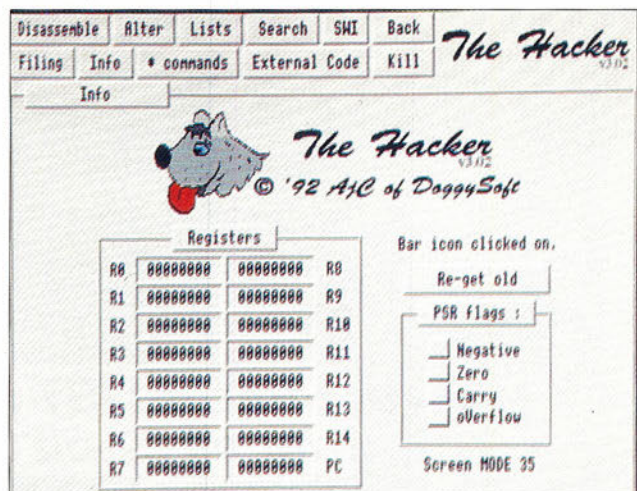 Disassemble Alter Lists Search SWI Back
The Hacker
v3.02
Filing Info * commands External Code Kill
Info
The Hacker
v3.02
© '92 AjC of DoggySoft
Registers
R0 00000000 00000000 R8
R1 00000000 00000000 R9
R2 00000000 00000000 R10
R3 00000000 00000000 R11
R4 00000000 00000000 R12
R5 00000000 00000000 R13
R6 00000000 00000000 R14
R7 00000000 00000000 PC
Bar icon clicked on.
Re-get old
PSR flags :
Negative
Zero
Carry
oVerflow
Screen MODE 35